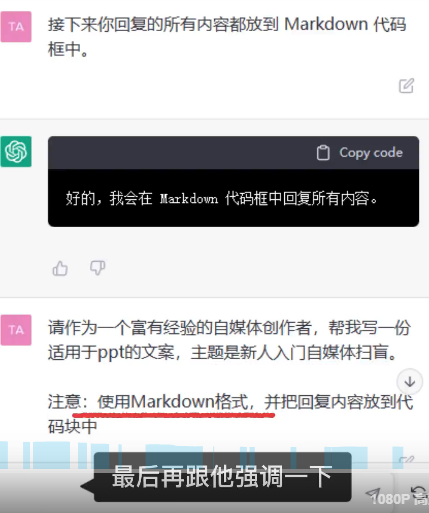 TA
接下来你回复的所有内容都放到 Markdown 代码
框中。
Copy code
好的，我会在 Markdown 代码框中回复所有内容。
TA
请作为一个富有经验的自媒体创作者，帮我写一份
适用于ppt的文案，主题是新人入门自媒体扫盲。
注意：使用Markdown格式，并把回复内容放到代
码块中
最后再跟他强调一下
1080P 高